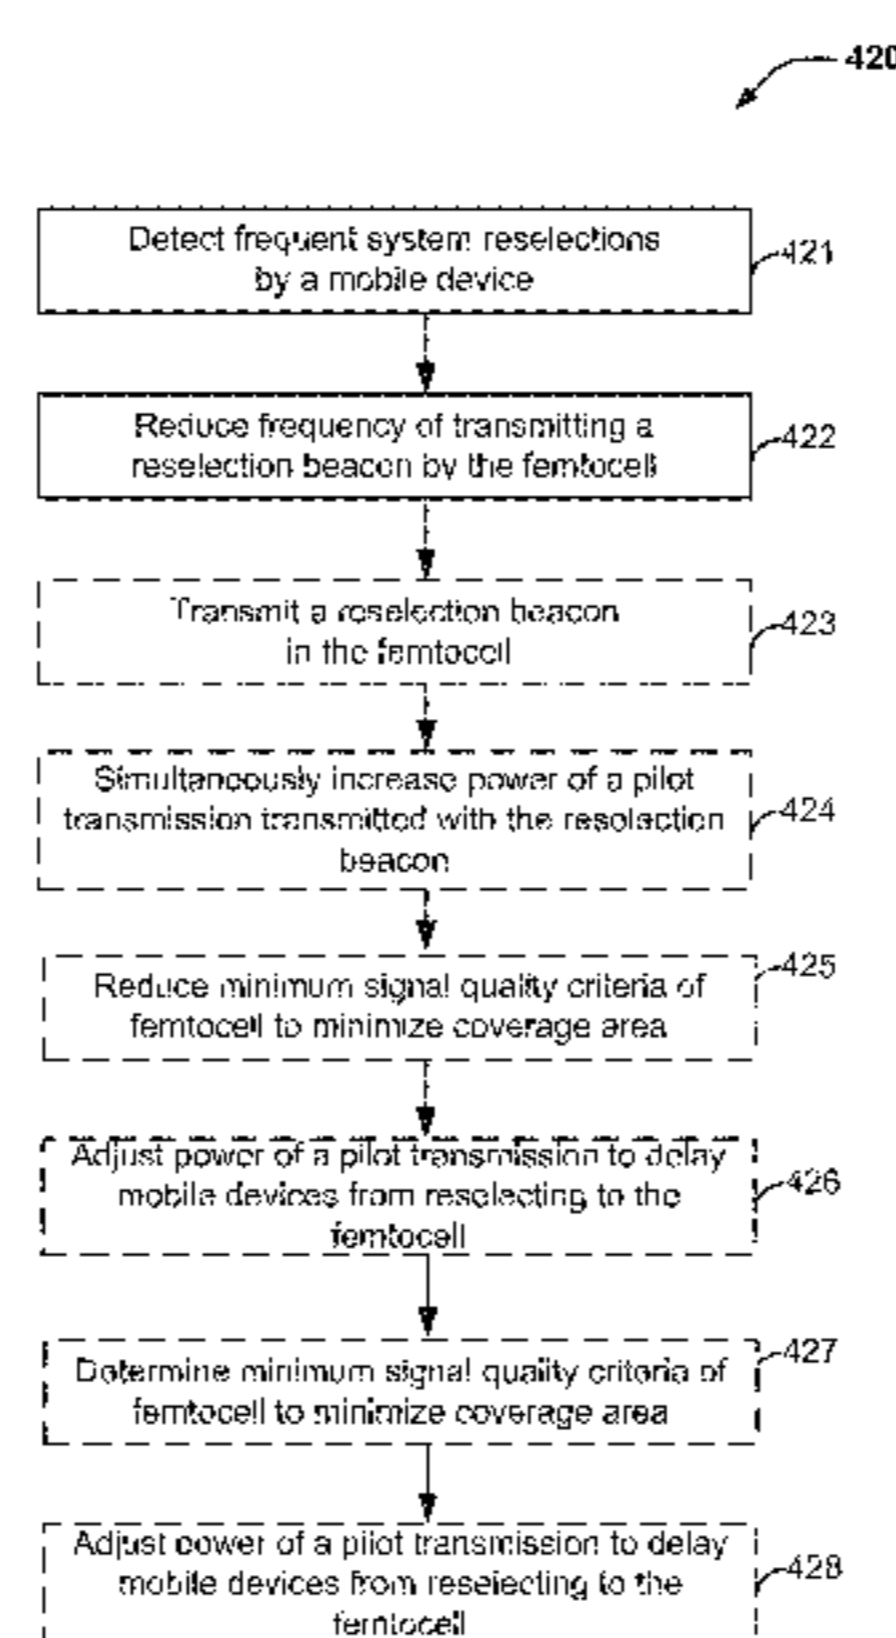 420
Detect frequent system reselections
by a mobile device
421
Reduce frequency of transmitting a
reselection beacon by the femtocell
422
Transmit a reselection beacon
in the femtocell
423
Simultaneously increase power of a pilot
transmission transmitted with the reselection
beacon
424
Reduce minimum signal quality criteria of
femtocell to minimize coverage area
425
Adjust power of a pilot transmission to delay
mobile devices from reselecting to the
femtocell
426
Determine minimum signal quality criteria of
femtocell to minimize coverage area
427
Adjust power of a pilot transmission to delay
mobile devices from reselecting to the
femtocell
428